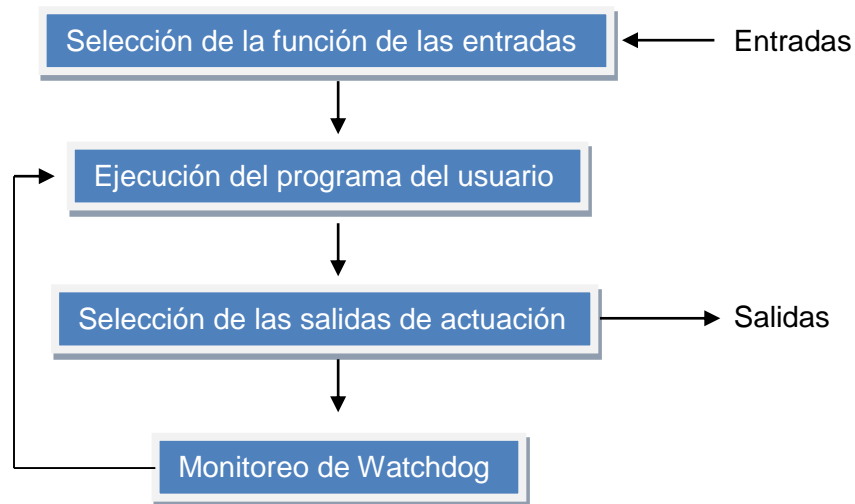 Selección de la función de las entradas
Entradas
Ejecución del programa del usuario
Selección de las salidas de actuación
Salidas
Monitoreo de Watchdog